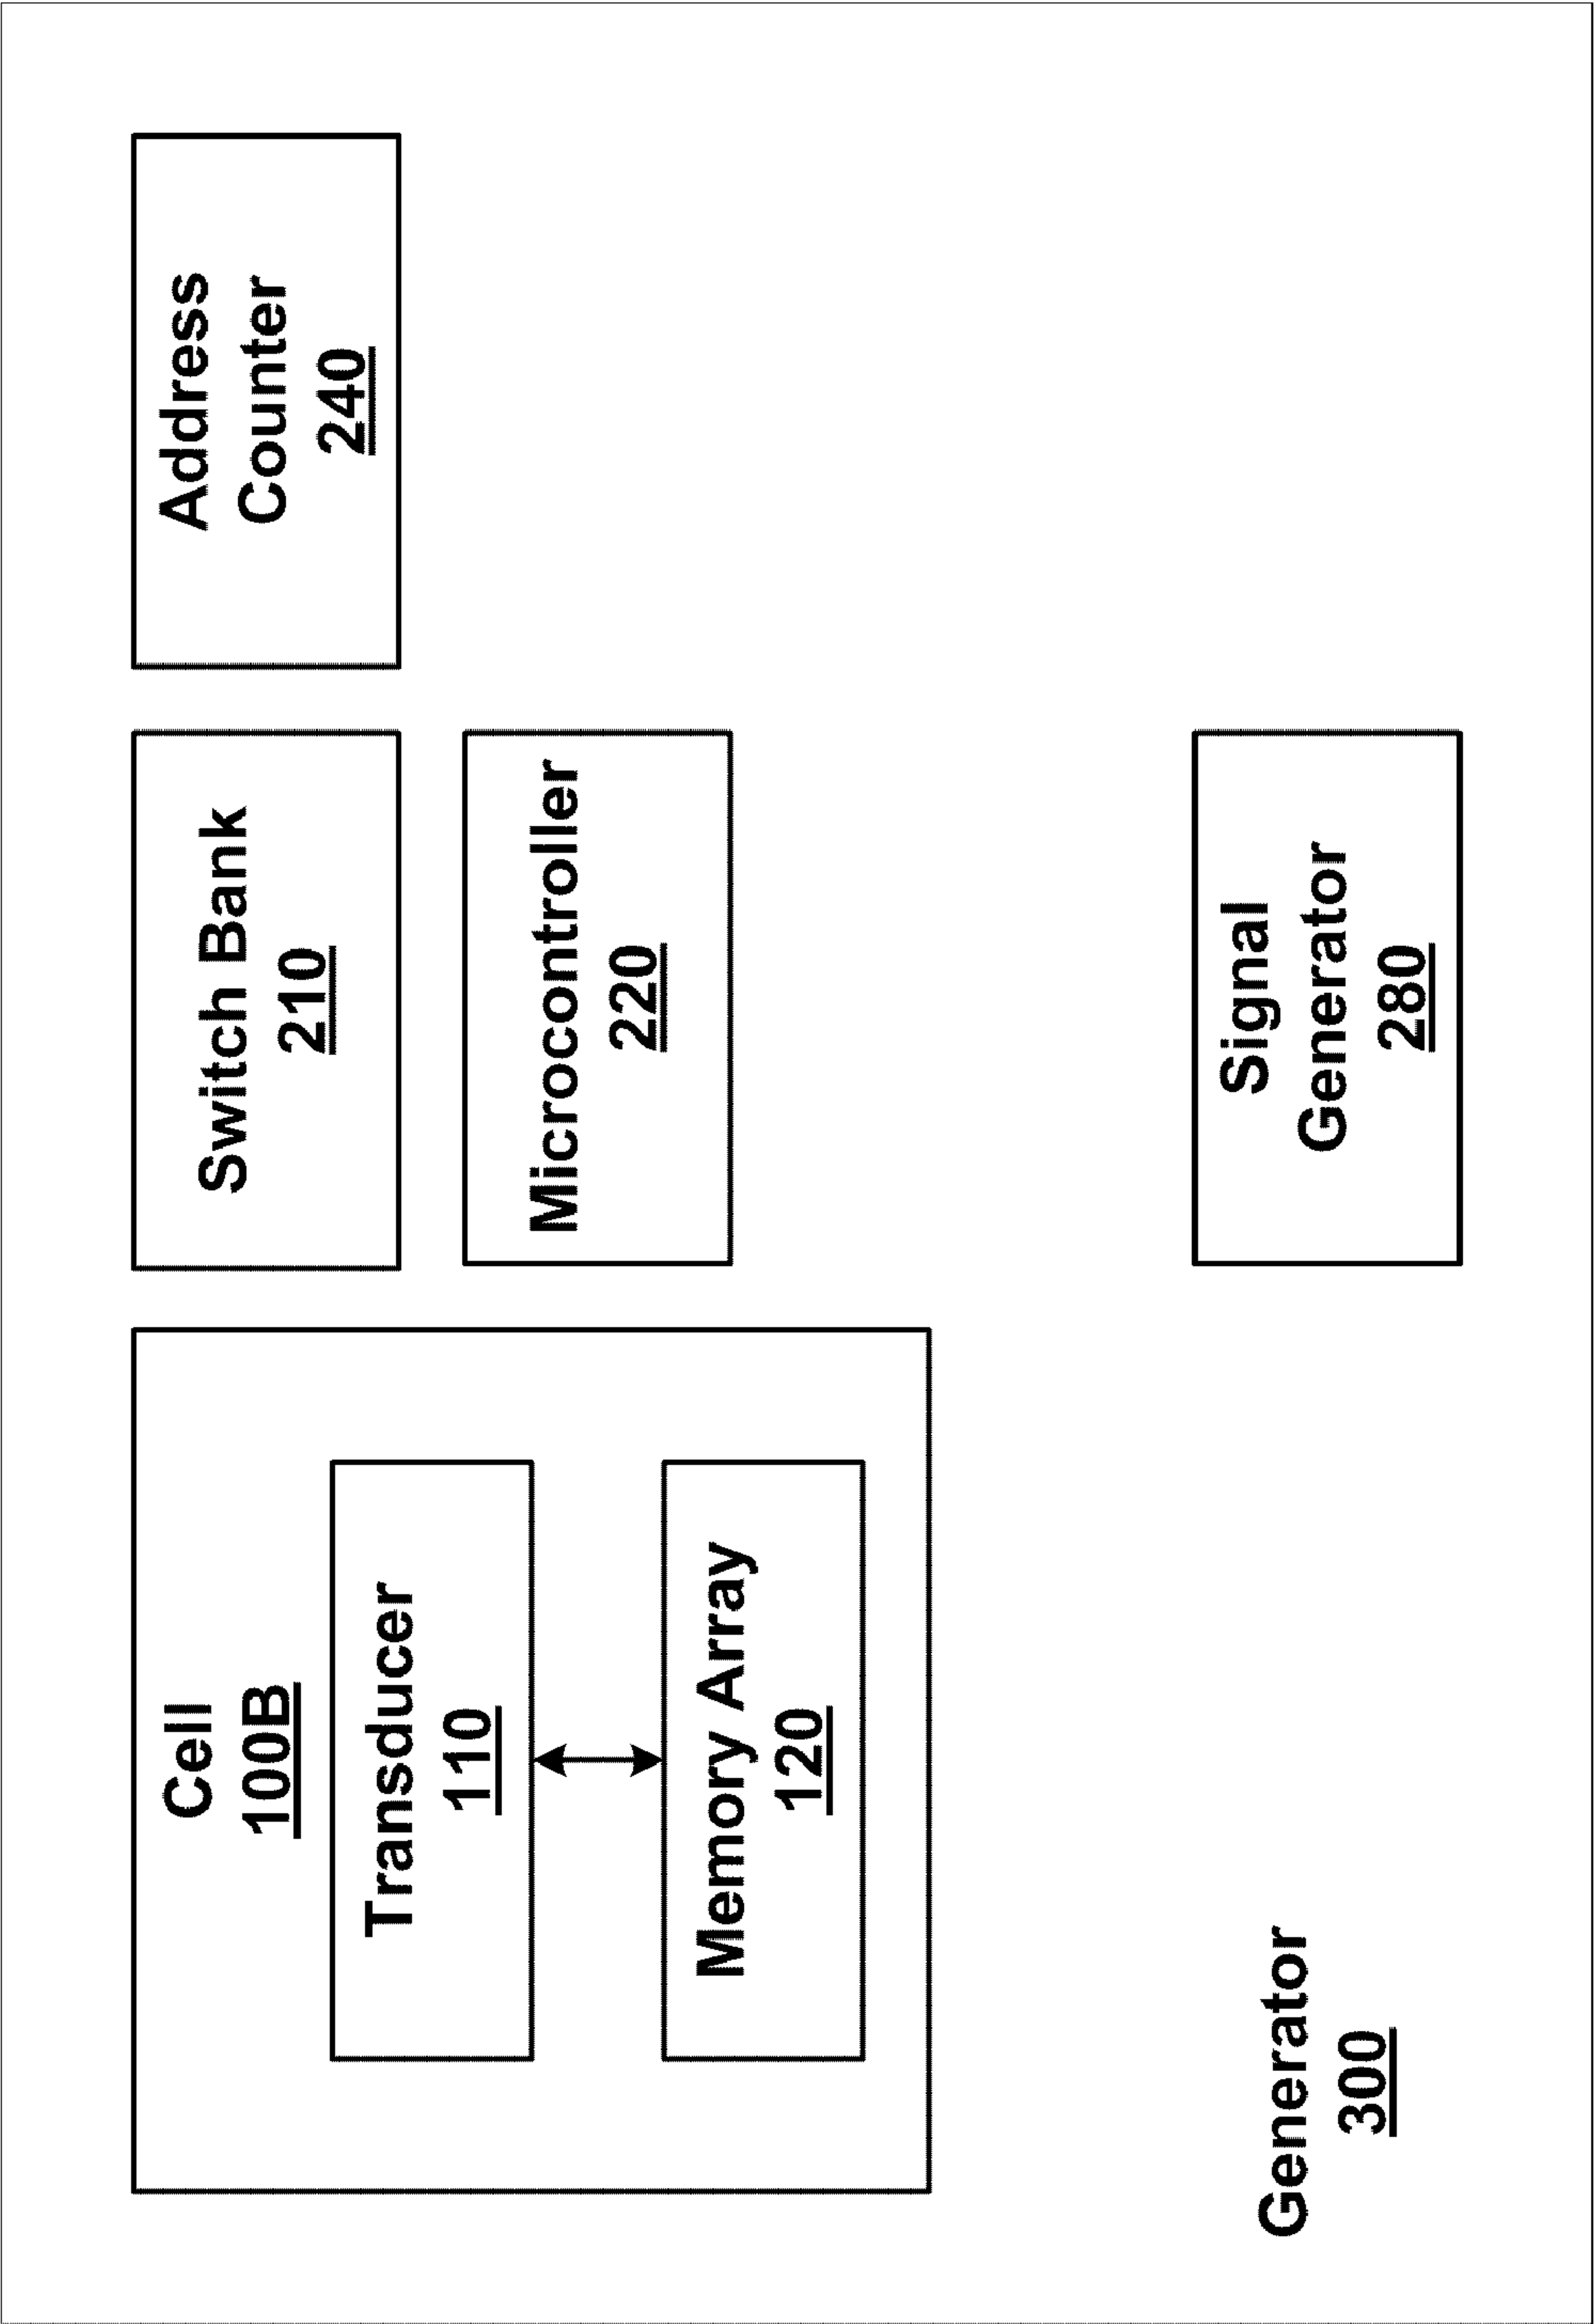 Cell
100B
Transducer
110
Memory Array
120
Switch Bank
210
Microcontroller
220
Address
Counter
240
Signal
Generator
280
Generator
300